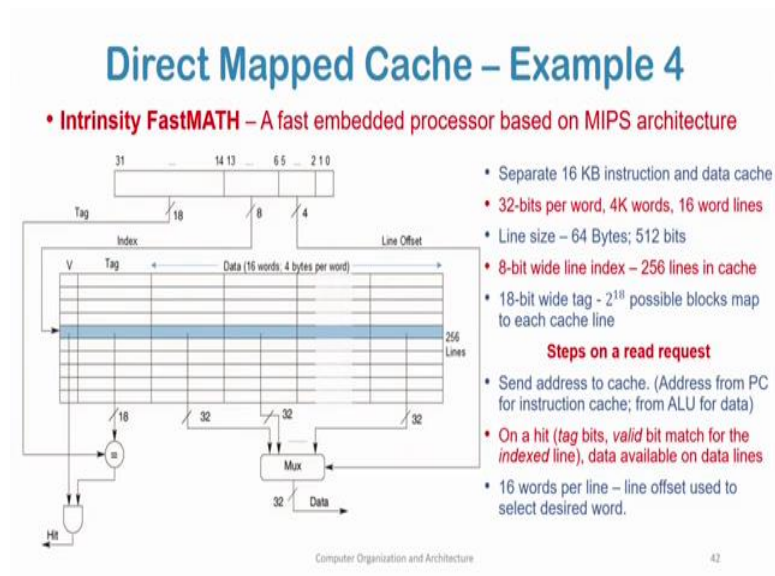 Direct Mapped Cache – Example 4
• Intrinsity FastMATH – A fast embedded processor based on MIPS architecture
31 ... 14 13 ... 6 5 ... 2 1 0
Tag
18
8
4
Index
Line Offset
V Tag Data (16 words; 4 bytes per word)
256
Lines
18
32
32
32
=
......
Mux
32 Data
Hit
• Separate 16 KB instruction and data cache
• 32-bits per word, 4K words, 16 word lines
• Line size – 64 Bytes; 512 bits
• 8-bit wide line index – 256 lines in cache
• 18-bit wide tag - 2¹⁸ possible blocks map
to each cache line
Steps on a read request
• Send address to cache. (Address from PC
for instruction cache; from ALU for data)
• On a hit (tag bits, valid bit match for the
indexed line), data available on data lines
• 16 words per line – line offset used to
select desired word.
Computer Organization and Architecture
42